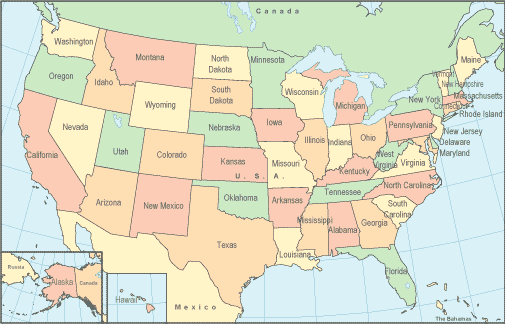 Canada
Washington
Montana
North
Dakota
Minnesota
Maine
Oregon
Idaho
Wyoming
South
Dakota
Wisconsin
Michigan
Vermont
New Hampshire
New York
Massachusetts
Connecticut
Rhode Island
Nevada
Utah
Colorado
Nebraska
Iowa
Illinois
Indiana
Ohio
Pennsylvania
New Jersey
Delaware
Maryland
California
Kansas
Missouri
West
Virginia
Virginia
Kentucky
U. S. A.
Arizona
New Mexico
Oklahoma
Arkansas
Tennessee
North Carolina
South
Carolina
Texas
Louisiana
Mississippi
Alabama
Georgia
Florida
Russia
Alaska
Canada
Hawaii
Mexico
The Bahamas